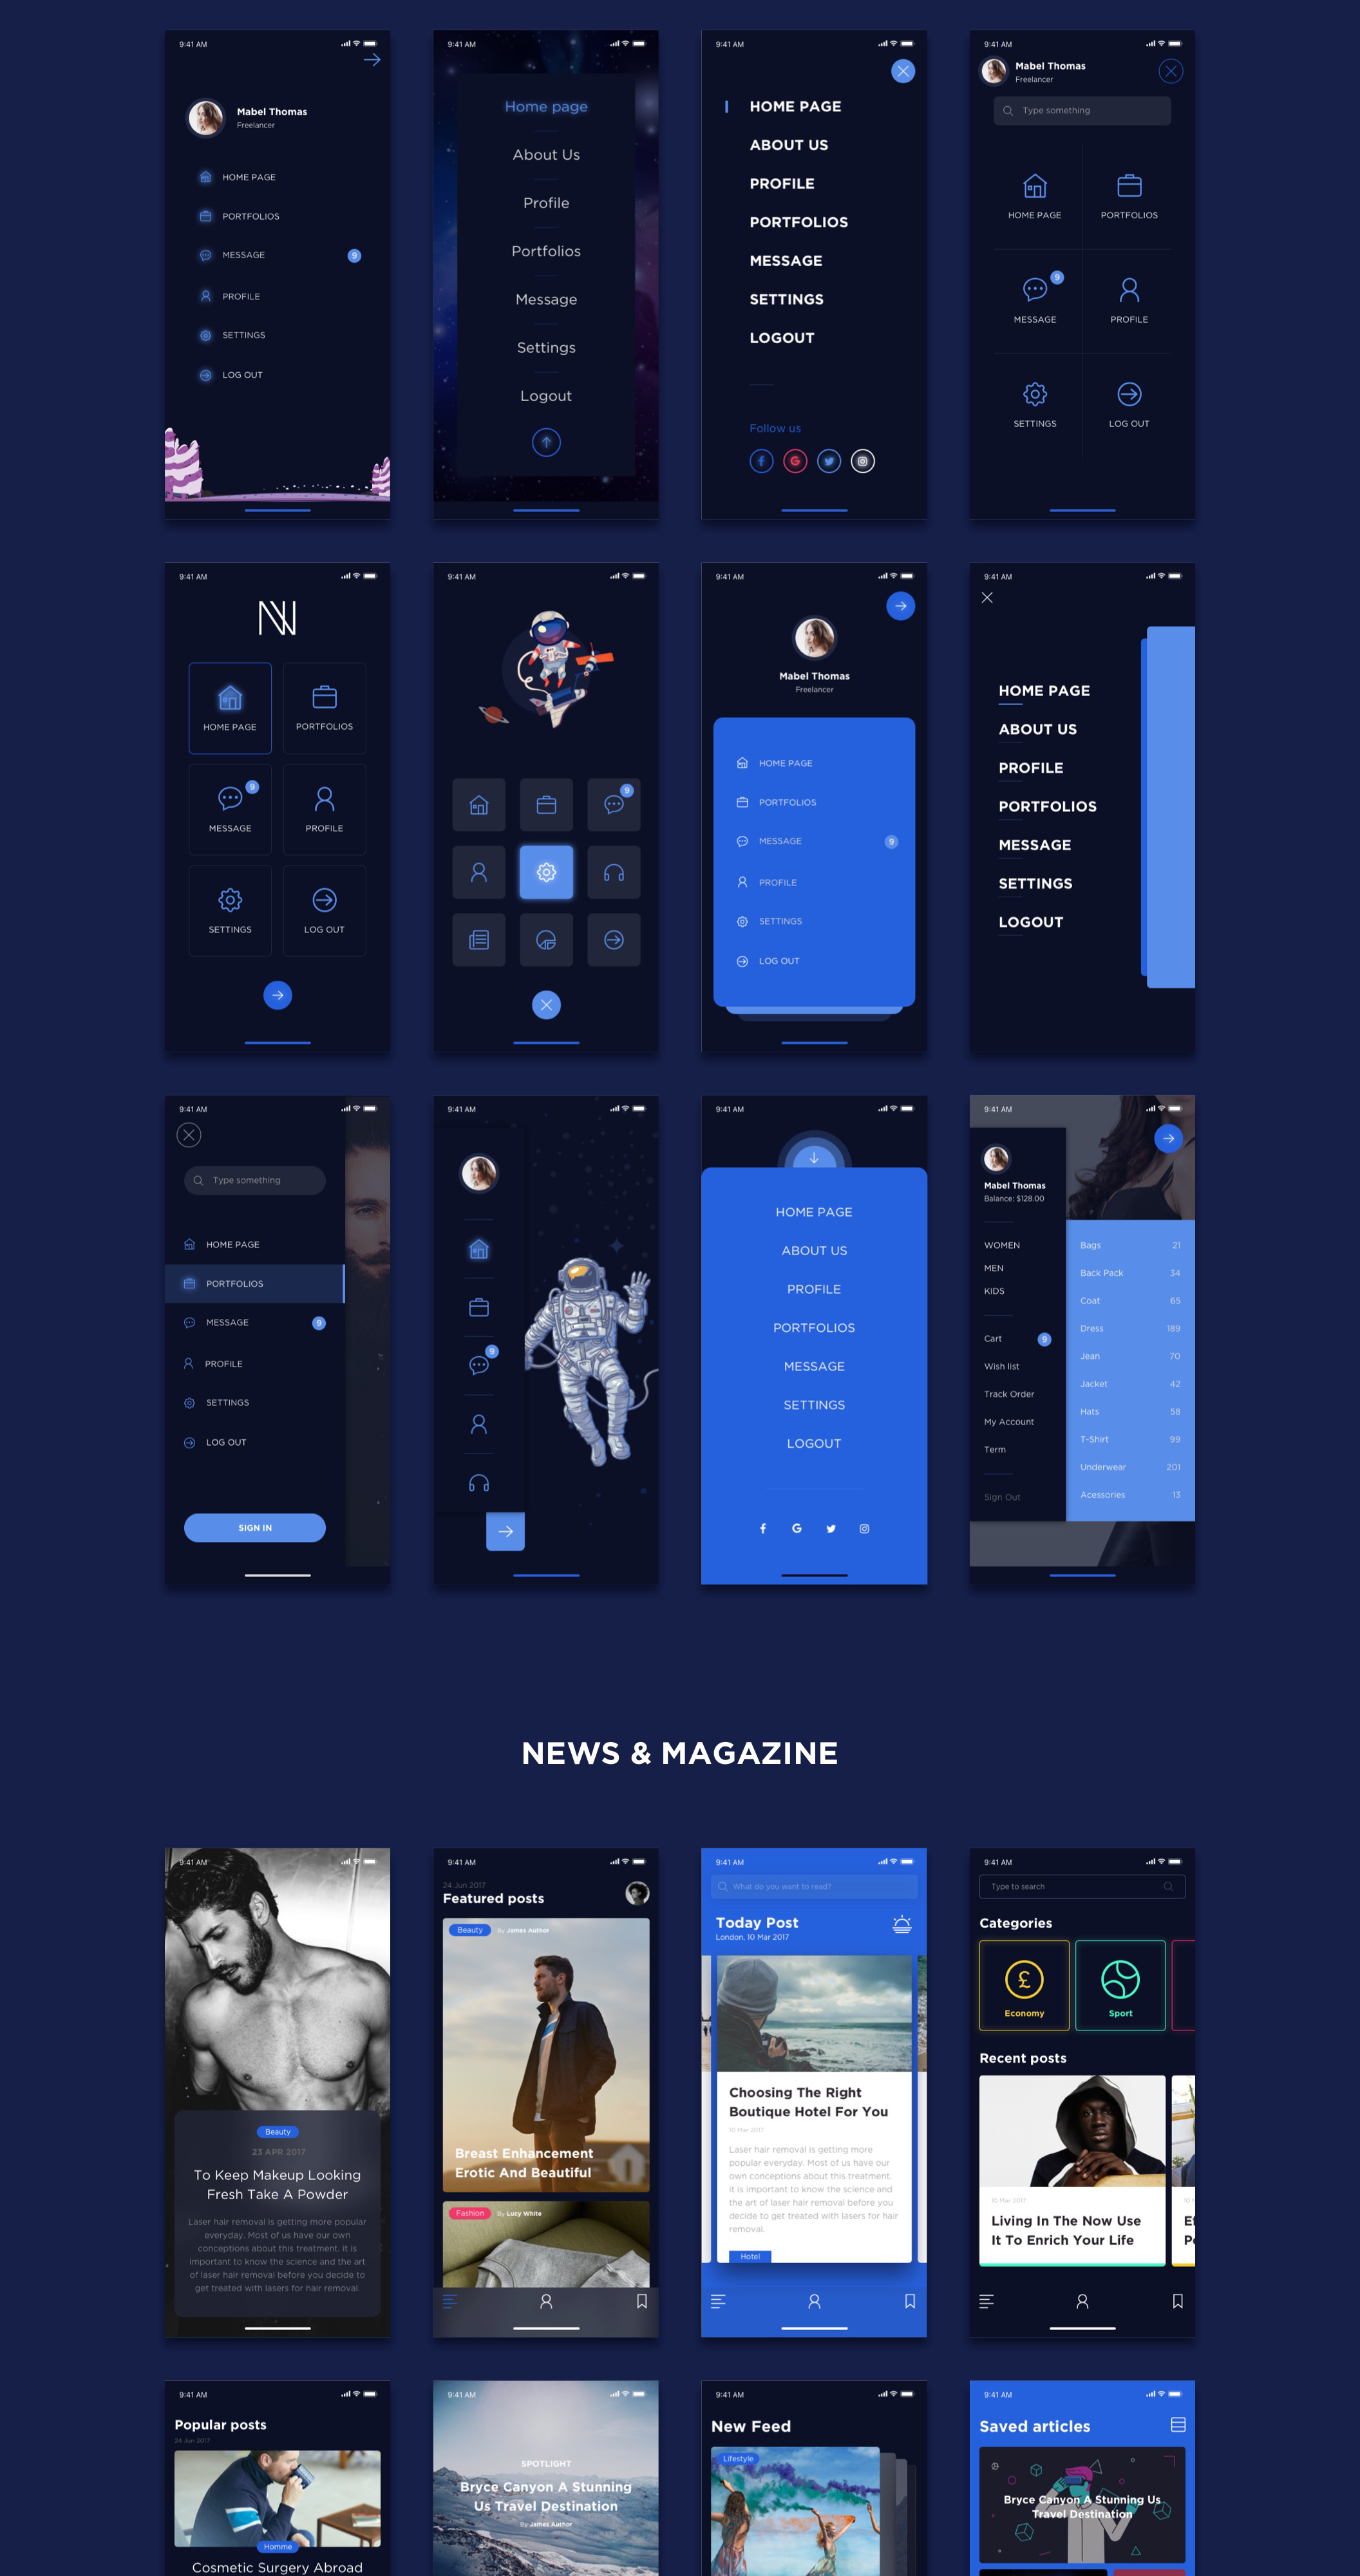 9:41 AM
Mabel Thomas
Freelancer
HOME PAGE
PORTFOLIOS
MESSAGE
9
PROFILE
SETTINGS
LOG OUT
9:41 AM
Home page
About Us
Profile
Portfolios
Message
Settings
Logout
9:41 AM
HOME PAGE
ABOUT US
PROFILE
PORTFOLIOS
MESSAGE
SETTINGS
LOGOUT
Follow us
9:41 AM
Mabel Thomas
Freelancer
Type something
HOME PAGE
PORTFOLIOS
9
MESSAGE
PROFILE
SETTINGS
LOG OUT
9:41 AM
HOME PAGE
PORTFOLIOS
9
MESSAGE
PROFILE
SETTINGS
LOG OUT
9:41 AM
9
9:41 AM
Mabel Thomas
Freelancer
HOME PAGE
PORTFOLIOS
MESSAGE
9
PROFILE
SETTINGS
LOG OUT
9:41 AM
HOME PAGE
ABOUT US
PROFILE
PORTFOLIOS
MESSAGE
SETTINGS
LOGOUT
9:41 AM
Type something
HOME PAGE
PORTFOLIOS
MESSAGE
9
PROFILE
SETTINGS
LOG OUT
SIGN IN
9:41 AM
9
9:41 AM
HOME PAGE
ABOUT US
PROFILE
PORTFOLIOS
MESSAGE
SETTINGS
LOGOUT
9:41 AM
Mabel Thomas
Balance: $128.00
WOMEN
MEN
KIDS
Cart
9
Wish list
Track Order
My Account
Term
Sign Out
Bags 21
Back Pack 34
Coat 65
Dress 189
Jean 70
Jacket 42
Hats 58
T-Shirt 99
Underwear 201
Acessories 13
NEWS & MAGAZINE
9:41 AM
Beauty
23 APR 2017
To Keep Makeup Looking
Fresh Take A Powder
Laser hair removal is getting more popular
everyday. Most of us have our own
conceptions about this treatment. it is
important to know the science and the art
of laser hair removal before you decide to
get treated with lasers for hair removal.
9:41 AM
24 Jun 2017
Featured posts
Beauty
By James Author
Breast Enhancement
Erotic And Beautiful
Fashion
By Lucy White
9:41 AM
What do you want to read?
Today Post
London, 10 Mar 2017
Choosing The Right
Boutique Hotel For You
10 Mar 2017
Laser hair removal is getting more
popular everyday. Most of us have our
own conceptions about this treatment.
it is important to know the science and
the art of laser hair removal before you
decide to get treated with lasers for hair
removal.
Hotel
9:41 AM
Type to search
Categories
Economy
Sport
Recent posts
10 Mar 2017
Living In The Now Use
It To Enrich Your Life
9:41 AM
Popular posts
24 Jun 2017
Homme
Cosmetic Surgery Abroad
9:41 AM
SPOTLIGHT
Bryce Canyon A Stunning
Us Travel Destination
By James Aathor
9:41 AM
New Feed
Lifestyle
9:41 AM
Saved articles
Bryce Canyon A Stunning Us
Travel Destination